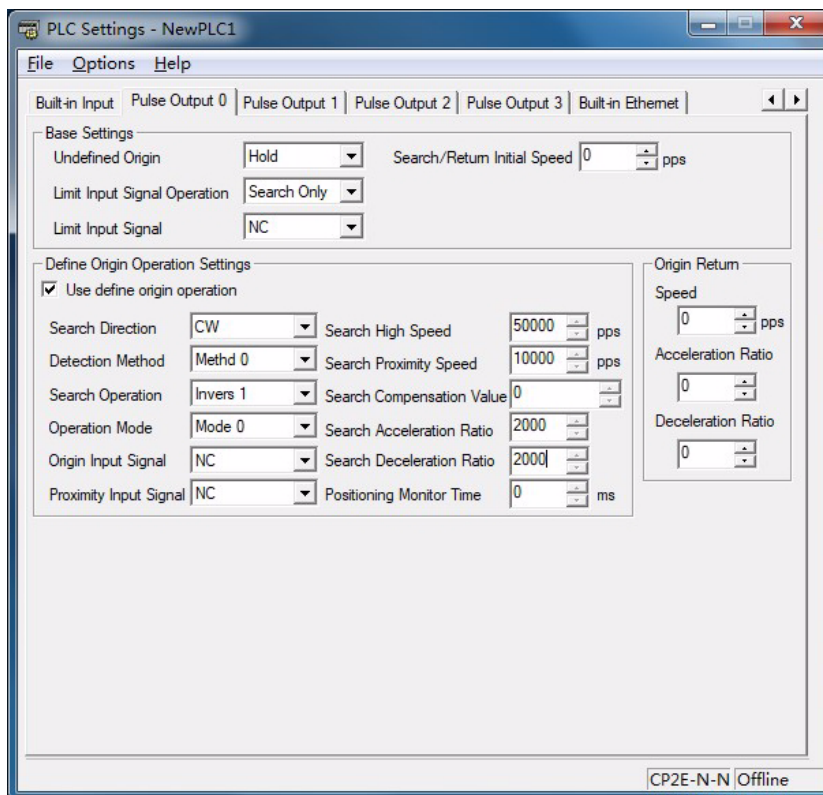 PLC Settings - NewPLC1
File Options Help
Built-in Input Pulse Output 0 Pulse Output 1 Pulse Output 2 Pulse Output 3 Built-in Ethernet
Base Settings
Undefined Origin Hold Search/Return Initial Speed 0 pps
Limit Input Signal Operation Search Only
Limit Input Signal NC
Define Origin Operation Settings Origin Return
Use define origin operation Speed
0 pps
Search Direction CW Search High Speed 50000 pps
Detection Method Methd 0 Search Proximity Speed 10000 pps Acceleration Ratio
Search Operation Invers 1 Search Compensation Value 0 0
Operation Mode Mode 0 Search Acceleration Ratio 2000 Deceleration Ratio
Origin Input Signal NC Search Deceleration Ratio 2000 0
Proximity Input Signal NC Positioning Monitor Time 0 ms
CP2E-N-N Offline